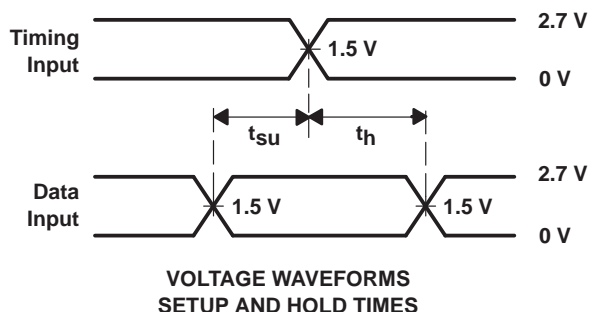 2.7 V
Timing
Input
1.5 V
0 V
tsu
th
2.7 V
Data
Input
1.5 V
1.5 V
0 V
VOLTAGE WAVEFORMS
SETUP AND HOLD TIMES